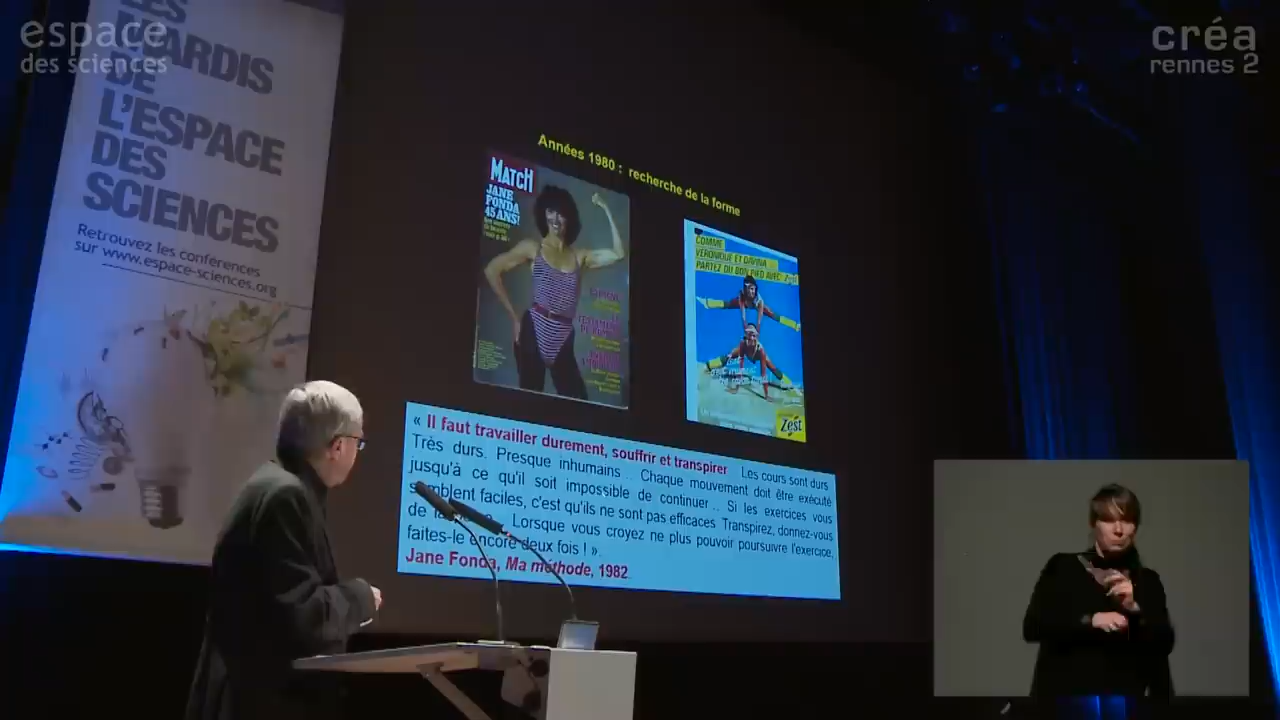 espace
des sciences
créa
rennes 2
LES
MARDIS
DE
L'ESPACE
DES
SCIENCES
Retrouvez les conférences
sur www.espace-sciences.org
Années 1980 : recherche de la forme
MATCH
JANE
FONDA
45 ANS!
COMME
VERONIQUE ET DAVINA
PARTEZ DU BON PIED AVEC Zest
Zest
« Il faut travailler durement, souffrir et transpirer Les cours sont durs.
Très durs. Presque inhumains .. Chaque mouvement doit être exécuté
jusqu'à ce qu'il soit impossible de continuer .. Si les exercices vous
semblent faciles, c'est qu'ils ne sont pas efficaces Transpirez, donnez-vous
de la .. Lorsque vous croyez ne plus pouvoir poursuivre l'exercice,
faites-le encore deux fois ! ».
Jane Fonda, Ma méthode, 1982.